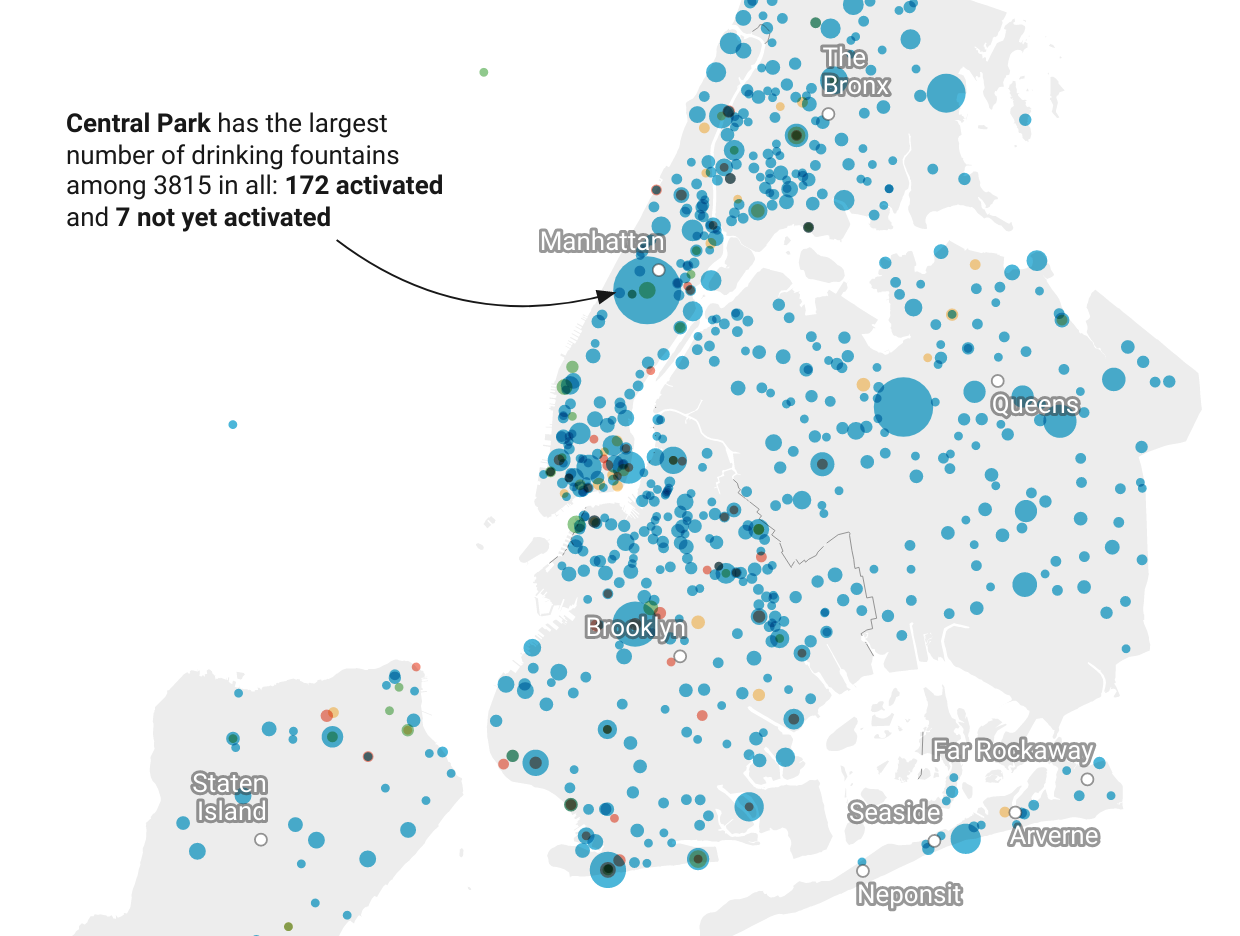 The
Bronx
Central Park has the largest
number of drinking fountains
among 3815 in all: 172 activated
and 7 not yet activated
Manhattan
Queens
Brooklyn
Far Rockaway
Staten
Island
Seaside
Arverne
Neponsit